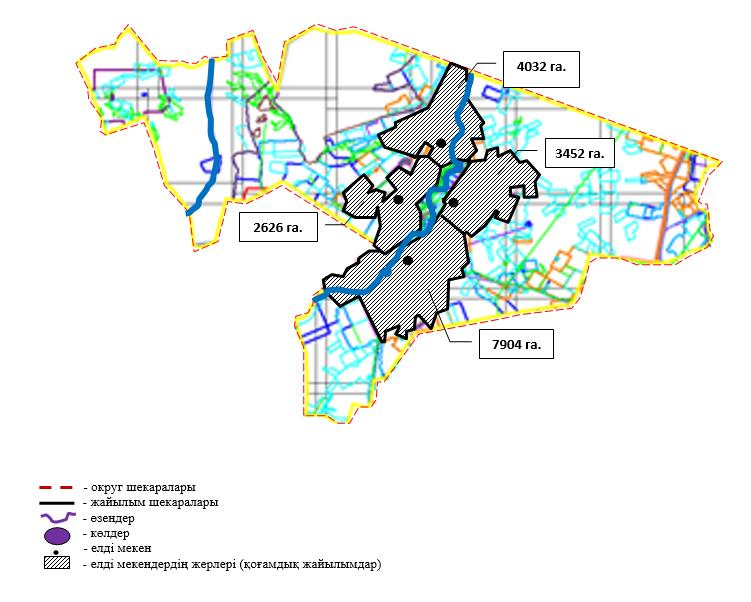 4032 га.
3452 га.
2626 га.
7904 га.
- округ шекаралары
- жайылым шекаралары
- өзендер
- көлдер
- елді мекен
- елді мекендердің жерлері (қоғамдық жайылымдар)